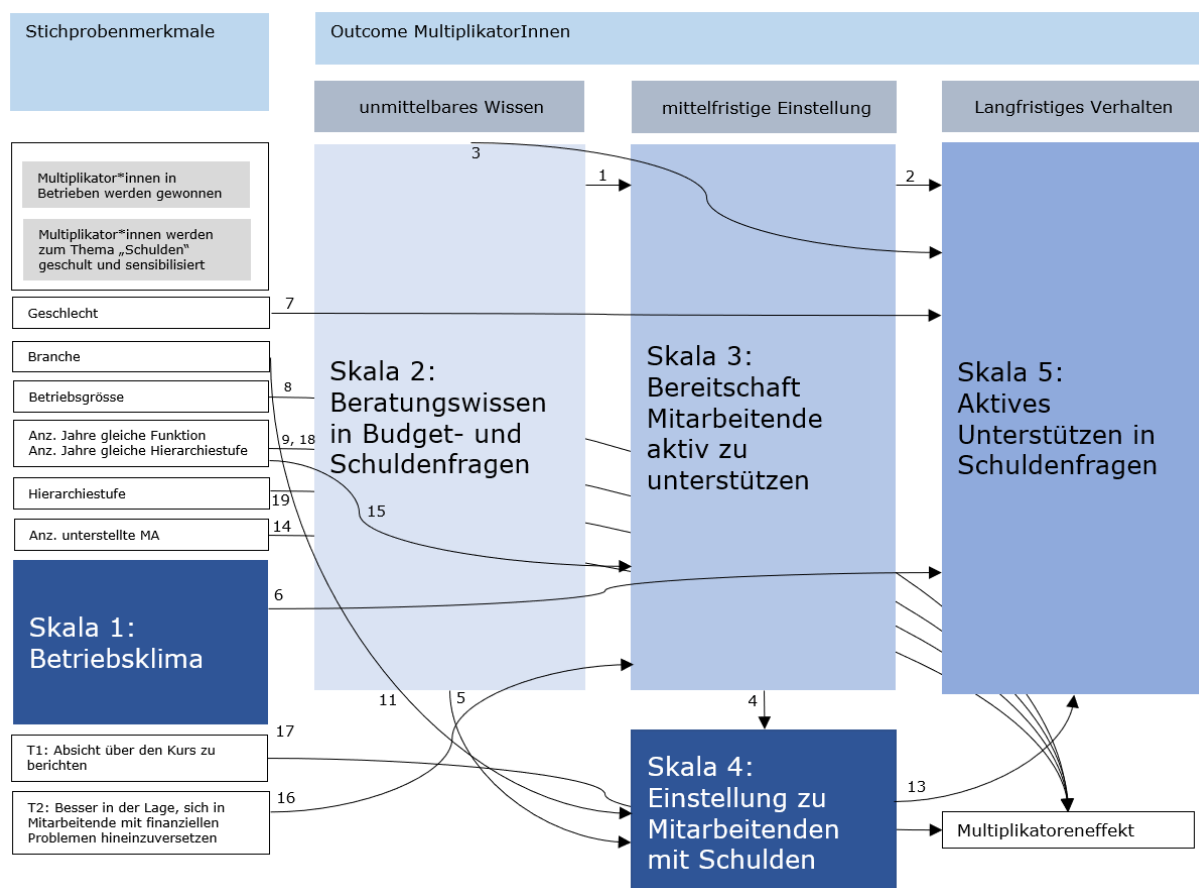 Stichprobenmerkmale
Outcome MultiplikatorInnen
unmittelbares Wissen
mittelfristige Einstellung
Langfristiges Verhalten
Multiplikator*innen in
Betrieben werden gewonnen
Multiplikator*innen werden
zum Thema „Schulden“
geschult und sensibilisiert
3
1
2
Geschlecht
7
Branche
Betriebsgrösse
8
Anz. Jahre gleiche Funktion
Anz. Jahre gleiche Hierarchiestufe
9, 18
Hierarchiestufe
19
15
Anz. unterstellte MA
14
Skala 2:
Beratungswissen
in Budget- und
Schuldenfragen
Skala 3:
Bereitschaft
Mitarbeitende
aktiv zu
unterstützen
Skala 5:
Aktives
Unterstützen in
Schuldenfragen
Skala 1:
Betriebsklima
6
11
5
4
17
T1: Absicht über den Kurs zu
berichten
16
T2: Besser in der Lage, sich in
Mitarbeitende mit finanziellen
Problemen hineinzuversetzen
Skala 4:
Einstellung zu
Mitarbeitenden
mit Schulden
13
Multiplikatoreneffekt